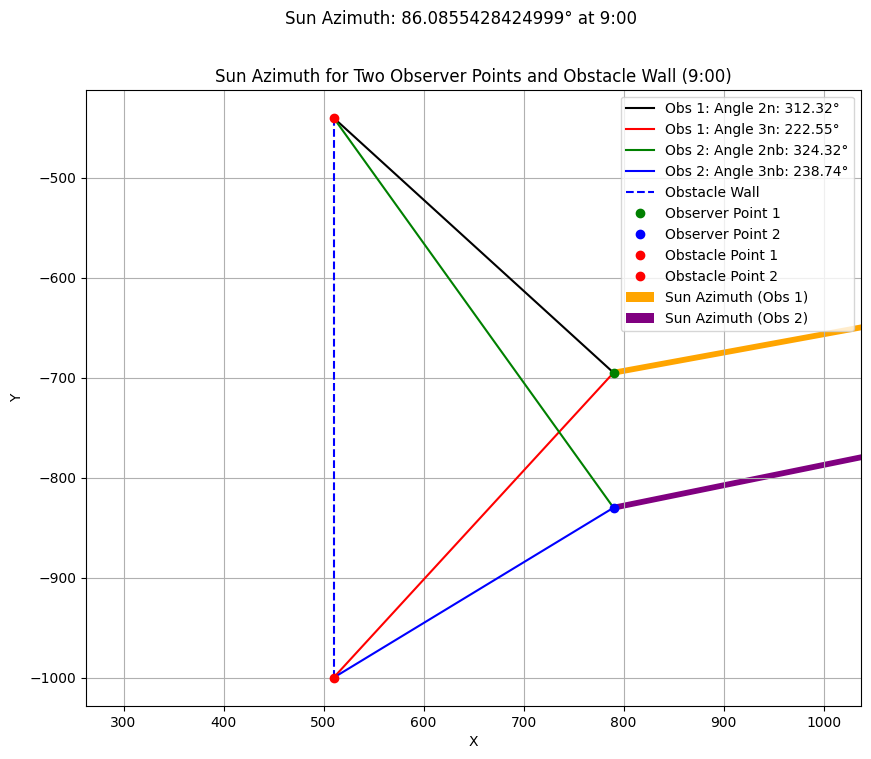 Sun Azimuth: 86.0855428424999° at 9:00
Sun Azimuth for Two Observer Points and Obstacle Wall (9:00)
Obs 1: Angle 2n: 312.32°
Obs 1: Angle 3n: 222.55°
Obs 2: Angle 2nb: 324.32°
Obs 2: Angle 3nb: 238.74°
Obstacle Wall
Observer Point 1
Observer Point 2
Obstacle Point 1
Obstacle Point 2
Sun Azimuth (Obs 1)
Sun Azimuth (Obs 2)
Y
−500
−600
−700
−800
−900
−1000
300 400 500 600 700 800 900 1000
X